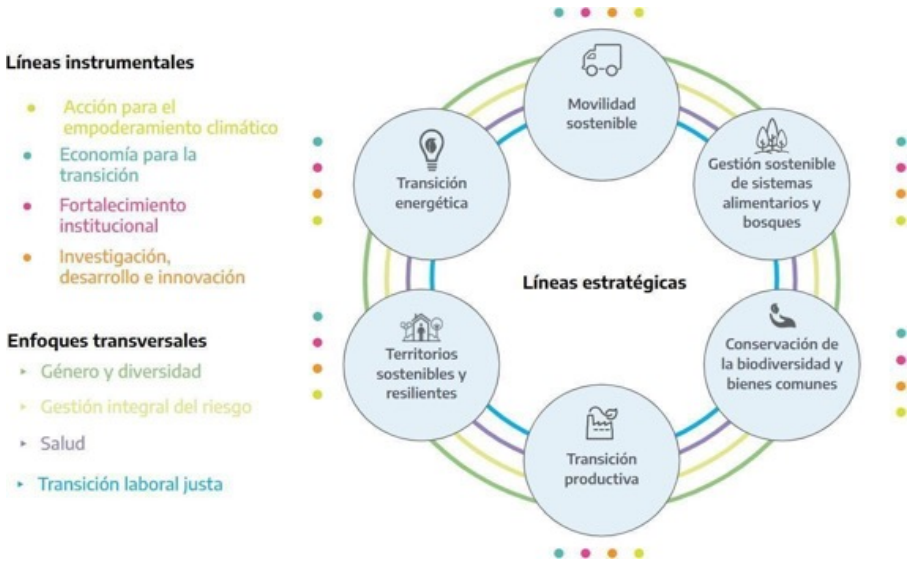 Líneas instrumentales
Acción para el
empoderamiento climático
Economía para la
transición
Fortalecimiento
institucional
Investigación,
desarrollo e innovación
Enfoques transversales
Género y diversidad
Gestión integral del riesgo
Salud
Transición laboral justa
Movilidad
sostenible
Gestión sostenible
de sistemas
alimentarios y
bosques
Conservación de
la biodiversidad y
bienes comunes
Transición
productiva
Territorios
sostenibles y
resilientes
Transición
energética
Líneas estratégicas